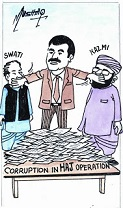 SWATI
KAZMI
CORRUPTION IN HAJ OPERATION